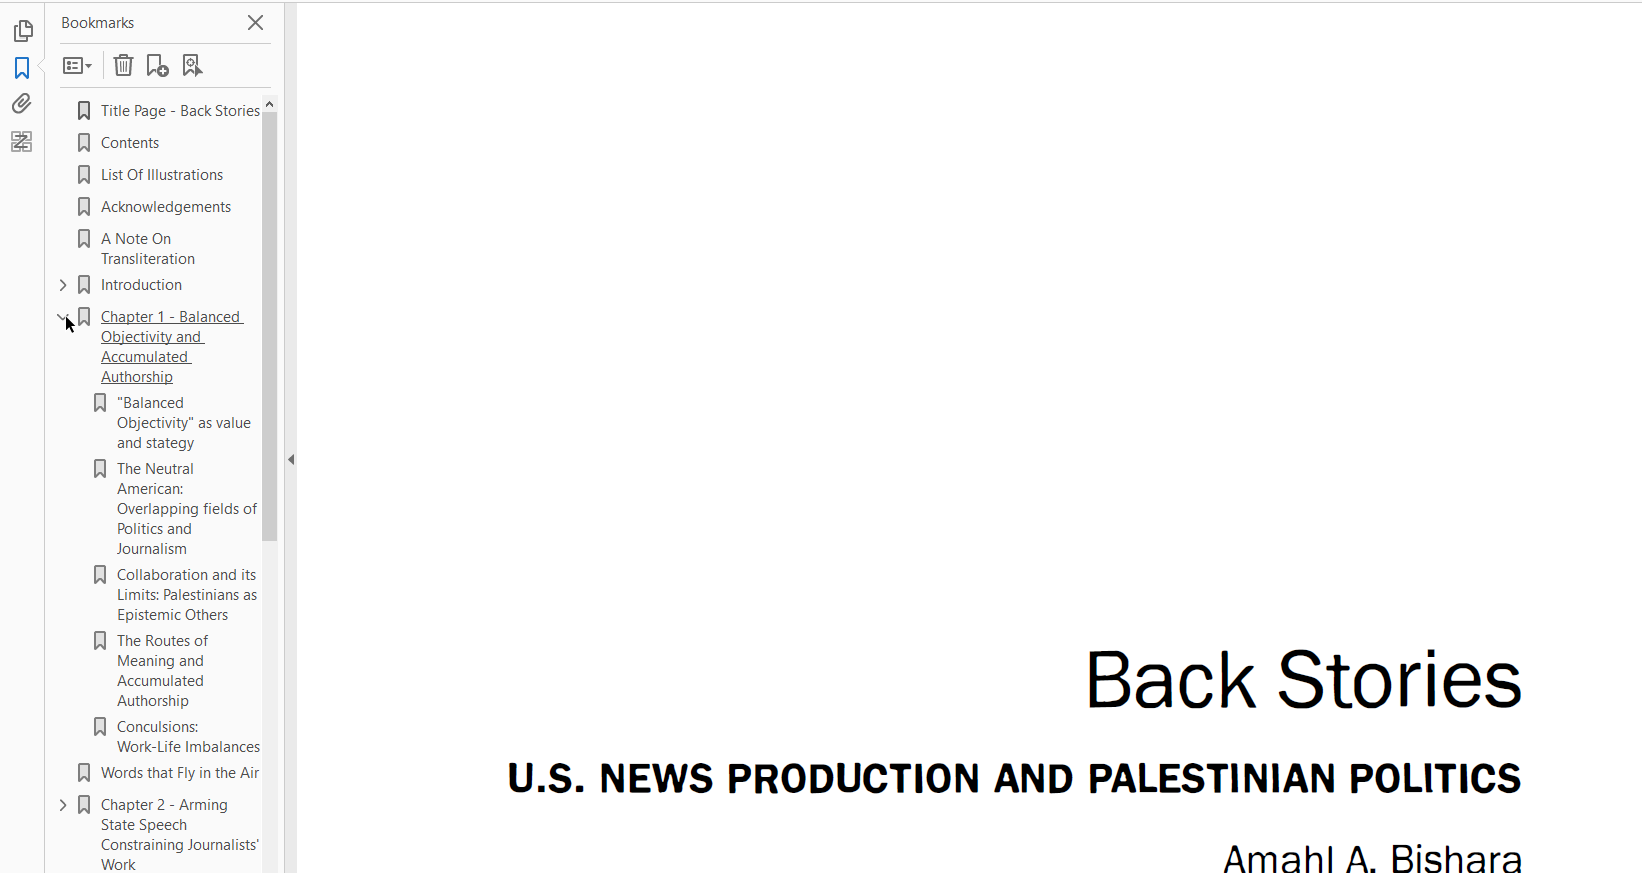 Bookmarks
Title Page - Back Stories
Contents
List Of Illustrations
Acknowledgements
A Note On
Transliteration
Introduction
Chapter 1 - Balanced
Objectivity and
Accumulated
Authorship
"Balanced
Objectivity" as value
and stategy
The Neutral
American:
Overlapping fields of
Politics and
Journalism
Collaboration and its
Limits: Palestinians as
Epistemic Others
The Routes of
Meaning and
Accumulated
Authorship
Conculsions:
Work-Life Imbalances
Words that Fly in the Air
Chapter 2 - Arming
State Speech
Constraining Journalists'
Work
Back Stories
U.S. NEWS PRODUCTION AND PALESTINIAN POLITICS
Amahl A. Bishara